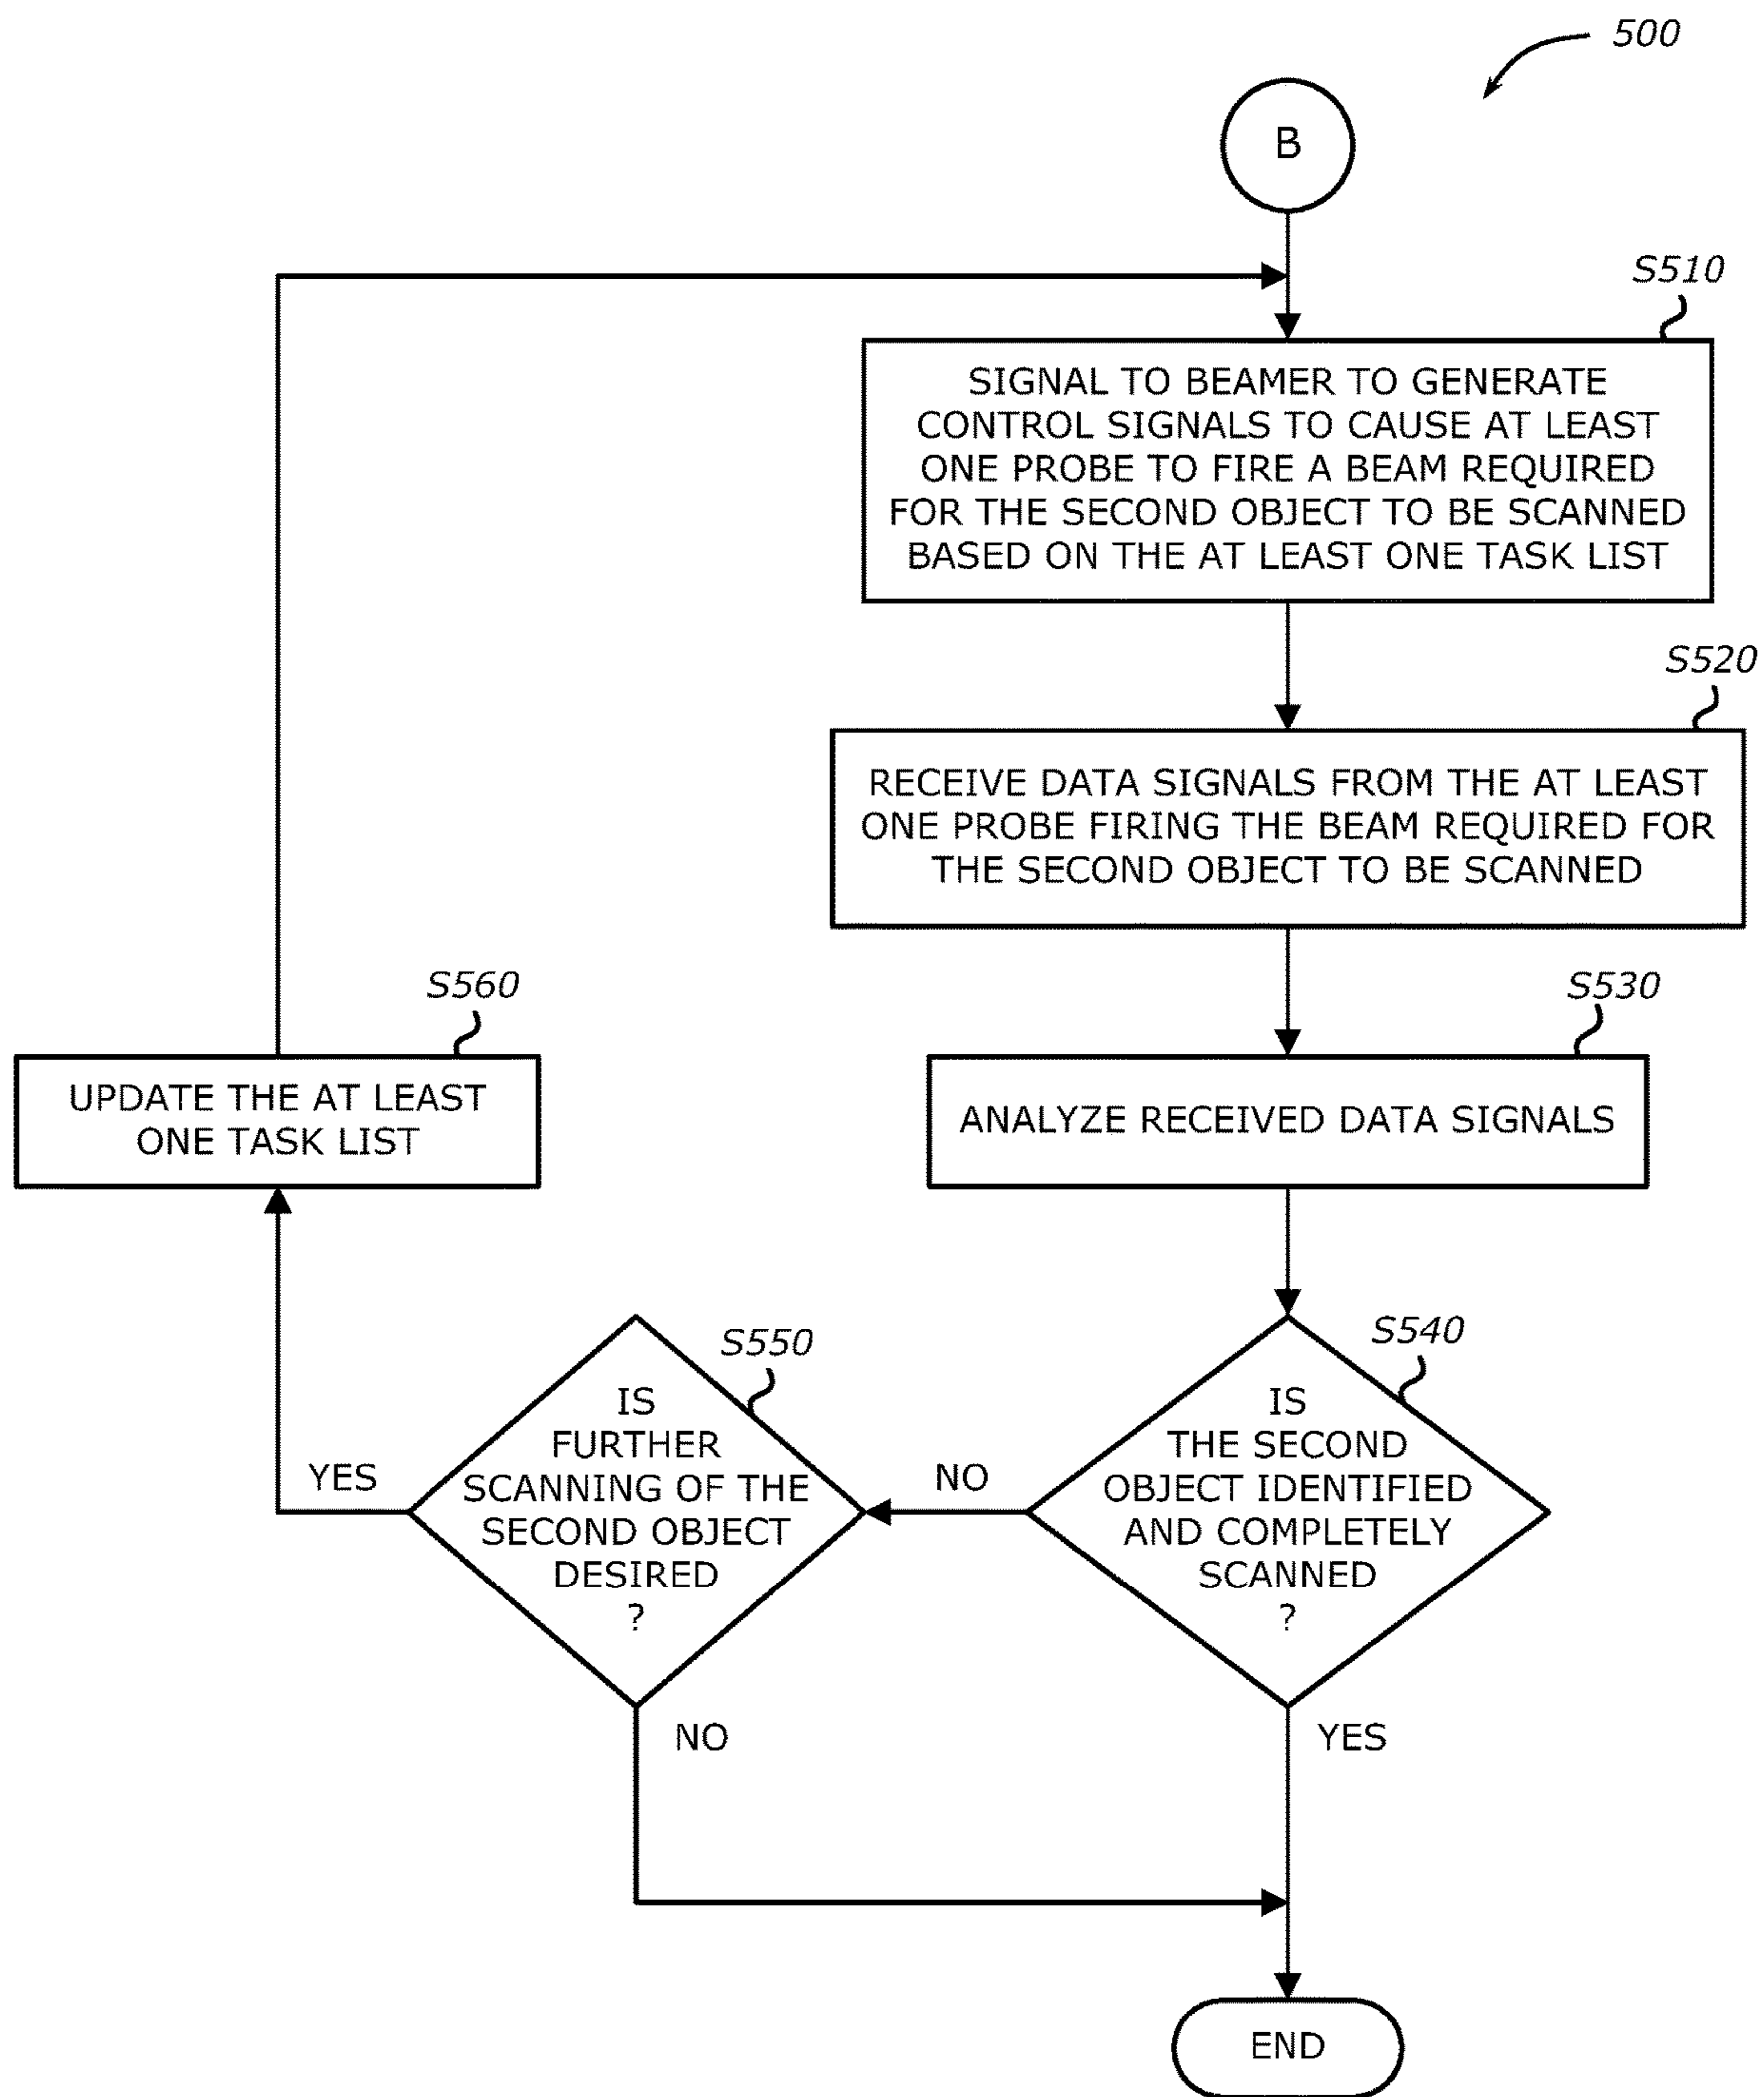 500
B
S510
SIGNAL TO BEAMER TO GENERATE
CONTROL SIGNALS TO CAUSE AT LEAST
ONE PROBE TO FIRE A BEAM REQUIRED
FOR THE SECOND OBJECT TO BE SCANNED
BASED ON THE AT LEAST ONE TASK LIST
S520
RECEIVE DATA SIGNALS FROM THE AT LEAST
ONE PROBE FIRING THE BEAM REQUIRED FOR
THE SECOND OBJECT TO BE SCANNED
S530
ANALYZE RECEIVED DATA SIGNALS
S540
IS
THE SECOND
OBJECT IDENTIFIED
AND COMPLETELY
SCANNED
?
NO
YES
S550
IS
FURTHER
SCANNING OF THE
SECOND OBJECT
DESIRED
?
YES
NO
S560
UPDATE THE AT LEAST
ONE TASK LIST
END